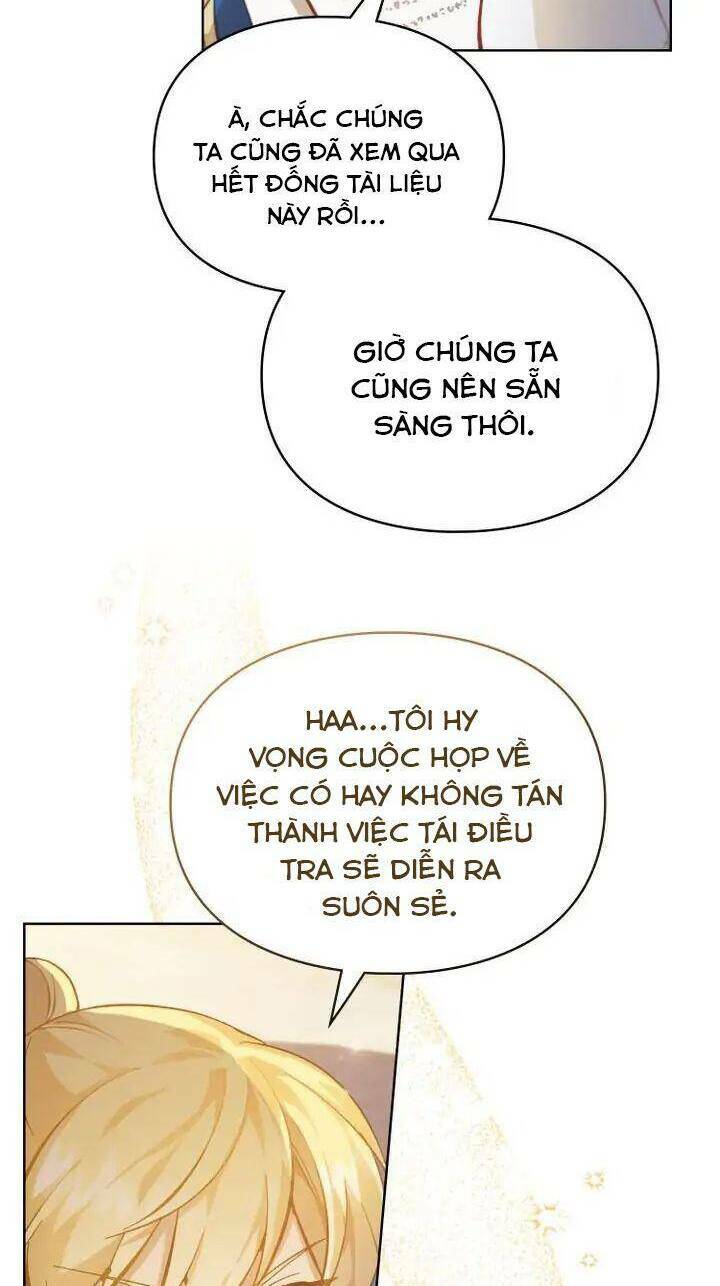 À, CHẮC CHÚNG
TA CŨNG ĐÃ XEM QUA
HẾT ĐỐNG TÀI LIỆU
NÀY RỒI...
GIỜ CHÚNG TA
CŨNG NÊN SẴN
SÀNG THÔI.
HAA...TÔI HY
VỌNG CUỘC HỌP VỀ
VIỆC CÓ HAY KHÔNG TÁN
THÀNH VIỆC TÁI ĐIỀU
TRA SẼ DIỄN RA
SUÔN SẺ.